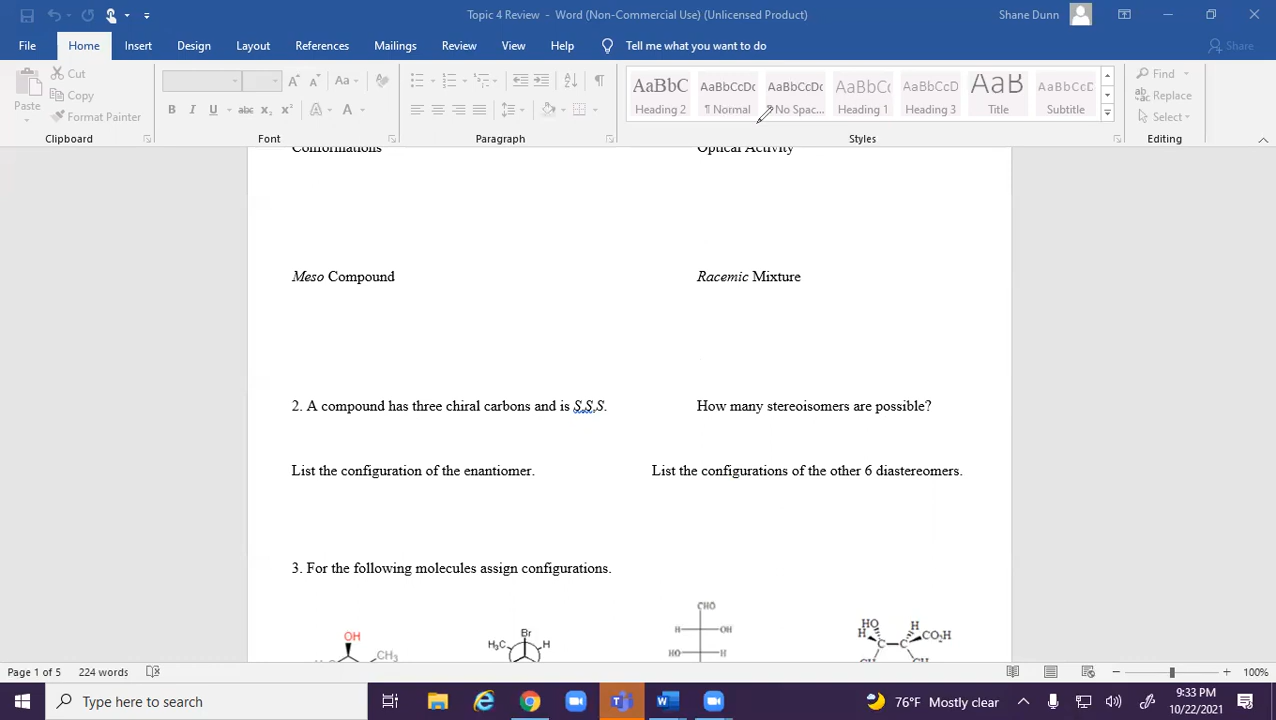 Topic 4 Review - Word (Non-Commercial Use) (Unlicensed Product)
Shane Dunn
File Home Insert Design Layout References Mailings Review View Help Tell me what you want to do Share
Paste
Cut
Copy
Format Painter
Clipboard
Aa
B I U abc x₂ x² A A
Font
Paragraph
AaBbC AaBbCcDc AaBbCcDc AaBbCc AaBbCcD AaB AaBbCcD
Heading 2 ¶ Normal No Spac... Heading 1 Heading 3 Title Subtitle
Styles
Find
Replace
Select
Editing
Conformations Optical Activity
Meso Compound Racemic Mixture
2. A compound has three chiral carbons and is S,S,S. How many stereoisomers are possible?
List the configuration of the enantiomer. List the configurations of the other 6 diastereomers.
3. For the following molecules assign configurations.
OH
CH3
Br
H3C H
CHO
H OH
HO H
HO H
H CO2H
C C
Page 1 of 5 224 words 100%
Type here to search
76°F Mostly clear
9:33 PM
10/22/2021